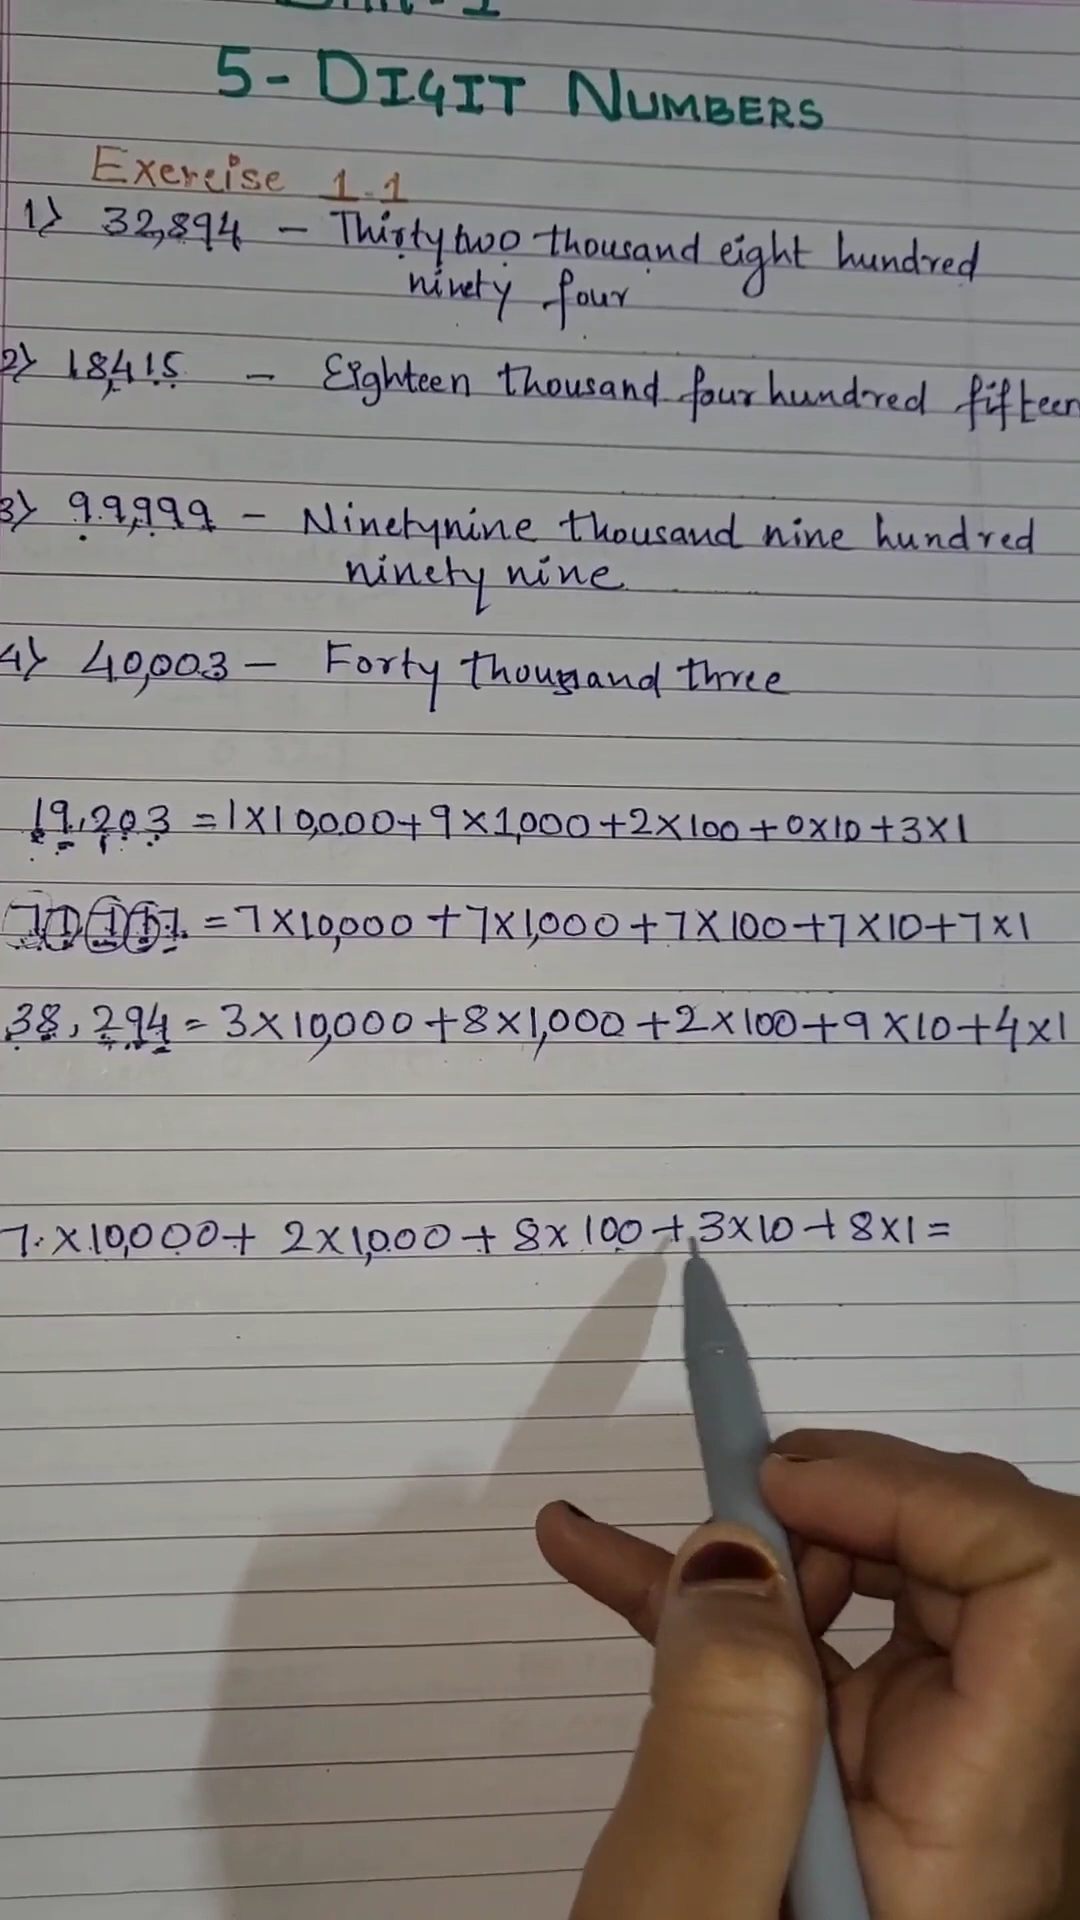 5- DIGIT NUMBERS
Exercise 1.1
1) 32,894 - Thirtytwo thousand eight hundred
ninety four
2) 18,415 - Eighteen thousand four hundred fifteen
3) 99,999 - Ninetynine thousand nine hundred
ninety nine
4) 40,003 - Forty thousand three
19,203 = 1×10,000+9×1,000+2×100+0×10+3×1
= 7×10,000+7×1,000+7×100+7×10+7×1
38,294 = 3×10,000+8×1,000+2×100+9×10+4×1
7×10,000+ 2×1,000+ 8×100+3×10+8×1=